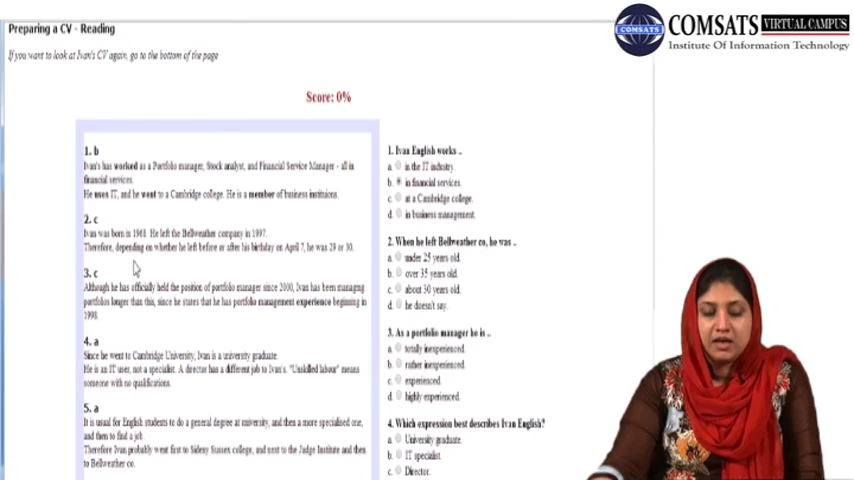 Preparing a CV - Reading
If you want to look at Ivan's CV again, go to the bottom of the page
COMSATS
COMSATS VIRTUAL CAMPUS
Institute Of Information Technology
Score: 0%
1. b
Ivan's has worked as a Portfolio manager, Stock analyst, and Financial Service Manager - all in
financial services.
He uses IT, and he went to a Cambridge college. He is a member of business instituions.
2. c
Ivan was born in 1968. He left the Bellweather company in 1997.
Therefore, depending on whether he left before or after his birthday on April 7, he was 29 or 30.
3. c
Although he has officially held the position of portfolio manager since 2000, Ivan has been managing
portfolios longer than this, since he states that he has portfolio management experience beginning in
1998.
4. a
Since he went to Cambridge University, Ivan is a university graduate.
He is an IT user, not a specialist. A director has a different job to Ivan's. "Unskilled labour" means
someone with no qualifications.
5. a
It is usual for English students to do a general degree at university, and then a more specialised one,
and then to find a job.
Therefore Ivan probably went first to Sidney Sussex college, and next to the Judge Institute and then
to Bellweather co.
1. Ivan English works ..
a. in the IT industry.
b. in financial services.
c. at a Cambridge college.
d. in business management.
2. When he left Bellweather co, he was ..
a. under 25 years old.
b. over 35 years old.
c. about 30 years old.
d. he doesn't say.
3. As a portfolio manager he is ..
a. totally inexperienced.
b. rather inexperienced.
c. experienced.
d. highly experienced.
4. Which expression best describes Ivan English?
a. University graduate.
b. IT specialist.
c. Director.